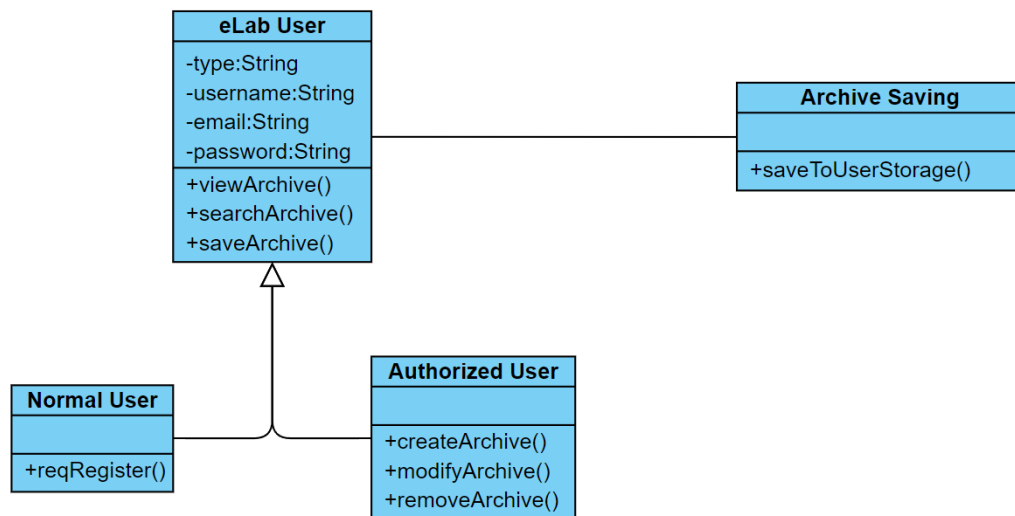 eLab User
-type:String
-username:String
-email:String
-password:String
+viewArchive()
+searchArchive()
+saveArchive()
Archive Saving
+saveToUserStorage()
Normal User
+reqRegister()
Authorized User
+createArchive()
+modifyArchive()
+removeArchive()